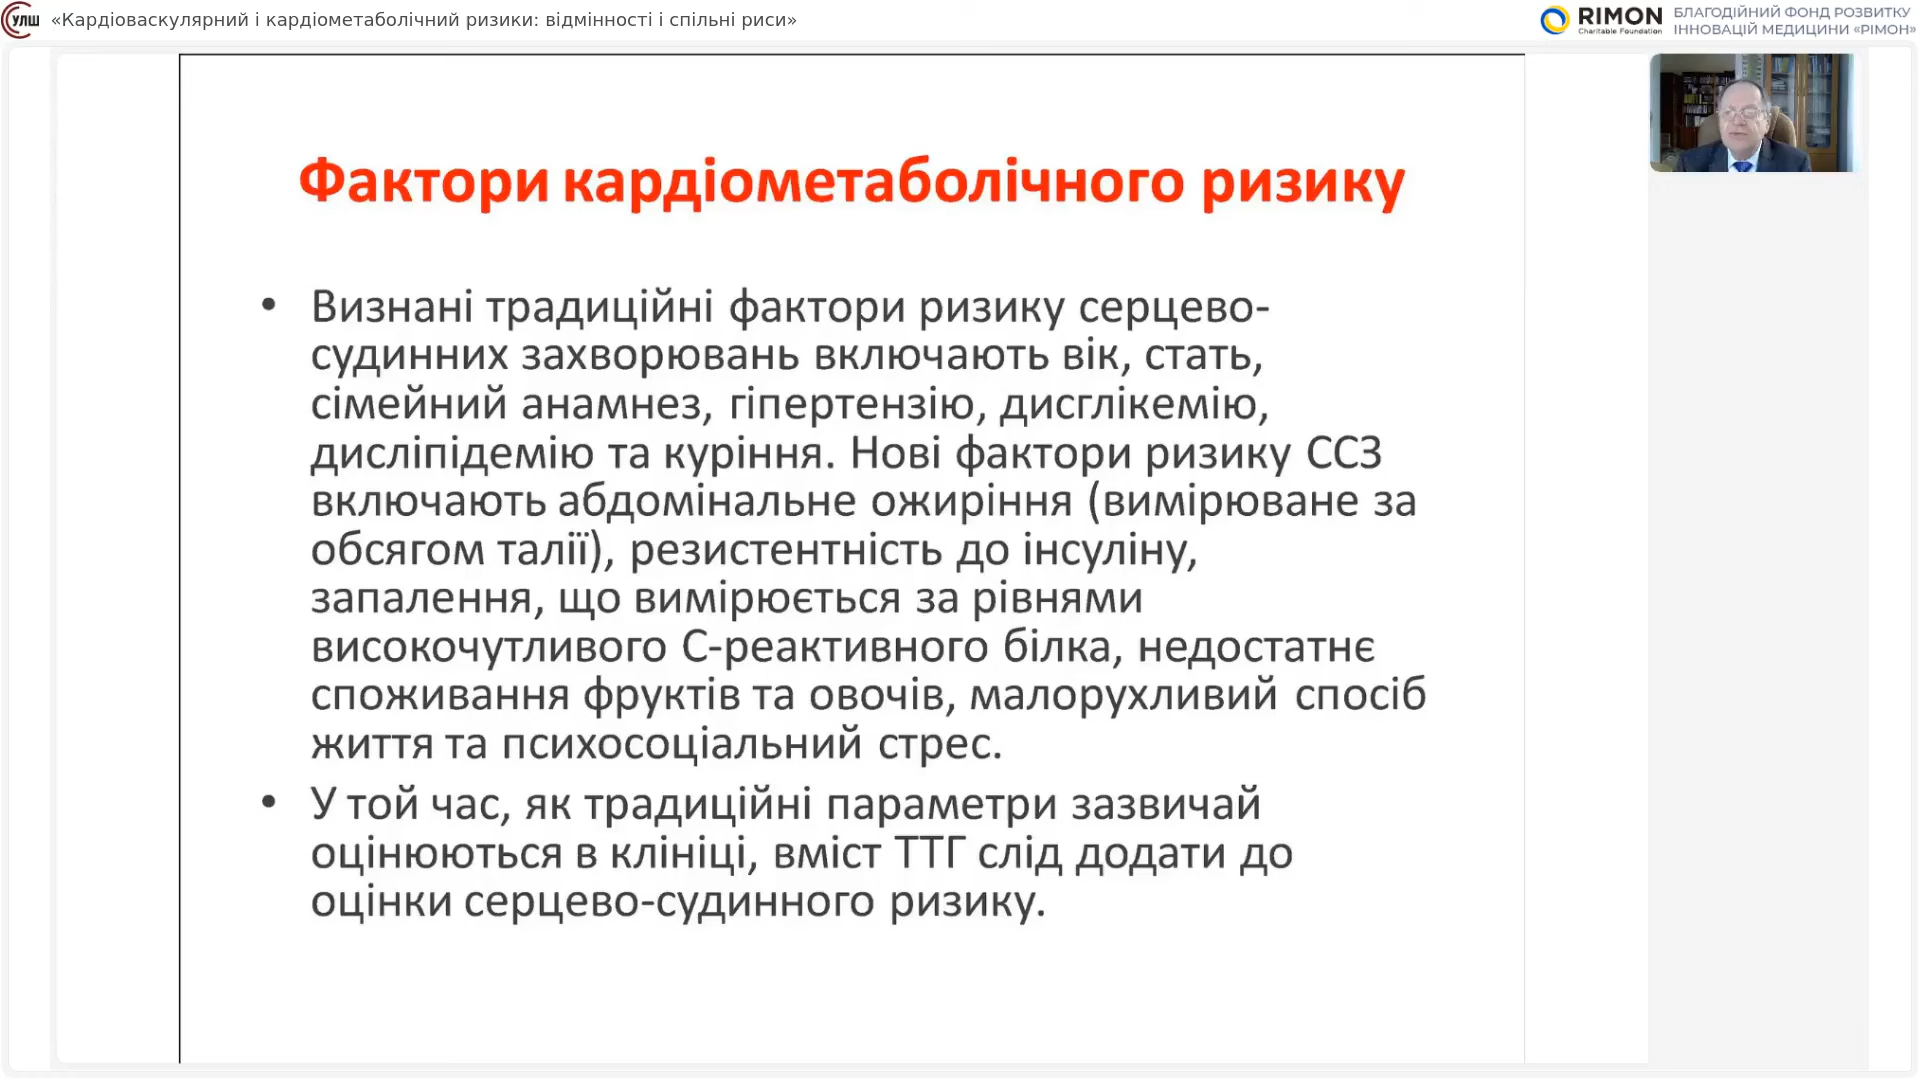 УЛШ «Кардіоваскулярний і кардіометаболічний ризики: відмінності і спільні риси»
RIMON
Charitable Foundation
БЛАГОДІЙНИЙ ФОНД РОЗВИТКУ
ІННОВАЦІЙ МЕДИЦИНИ «РІМОН»
Фактори кардіометаболічного ризику
• Визнані традиційні фактори ризику серцево-
судинних захворювань включають вік, стать,
сімейний анамнез, гіпертензію, дисглікемію,
дисліпідемію та куріння. Нові фактори ризику ССЗ
включають абдомінальне ожиріння (вимірюване за
обсягом талії), резистентність до інсуліну,
запалення, що вимірюється за рівнями
високочутливого С-реактивного білка, недостатнє
споживання фруктів та овочів, малорухливий спосіб
життя та психосоціальний стрес.
• У той час, як традиційні параметри зазвичай
оцінюються в клініці, вміст ТТГ слід додати до
оцінки серцево-судинного ризику.